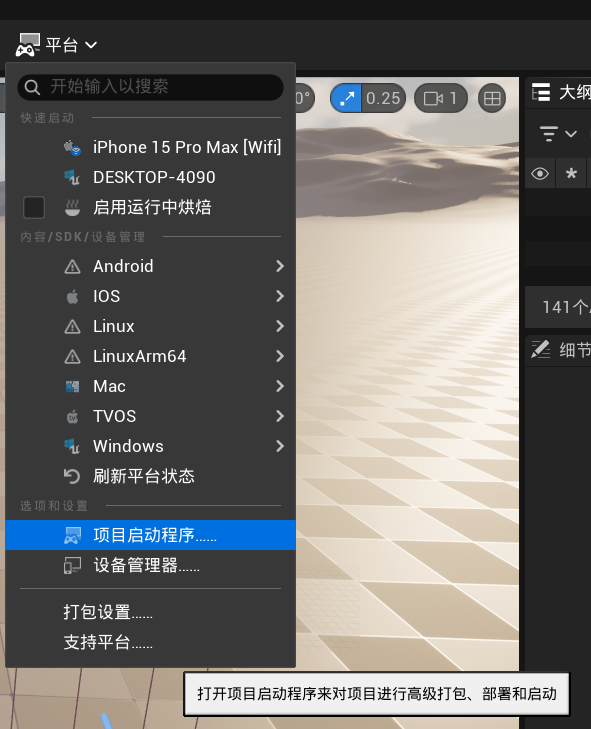 平台
开始输入以搜索
0°
0.25
1
大纲
快速启动
iPhone 15 Pro Max [Wifi]
DESKTOP-4090
启用运行中烘焙
内容/SDK/设备管理
Android
IOS
Linux
141个
LinuxArm64
细节
Mac
TVOS
Windows
刷新平台状态
选项和设置
项目启动程序......
设备管理器......
打包设置......
支持平台......
打开项目启动程序来对项目进行高级打包、部署和启动